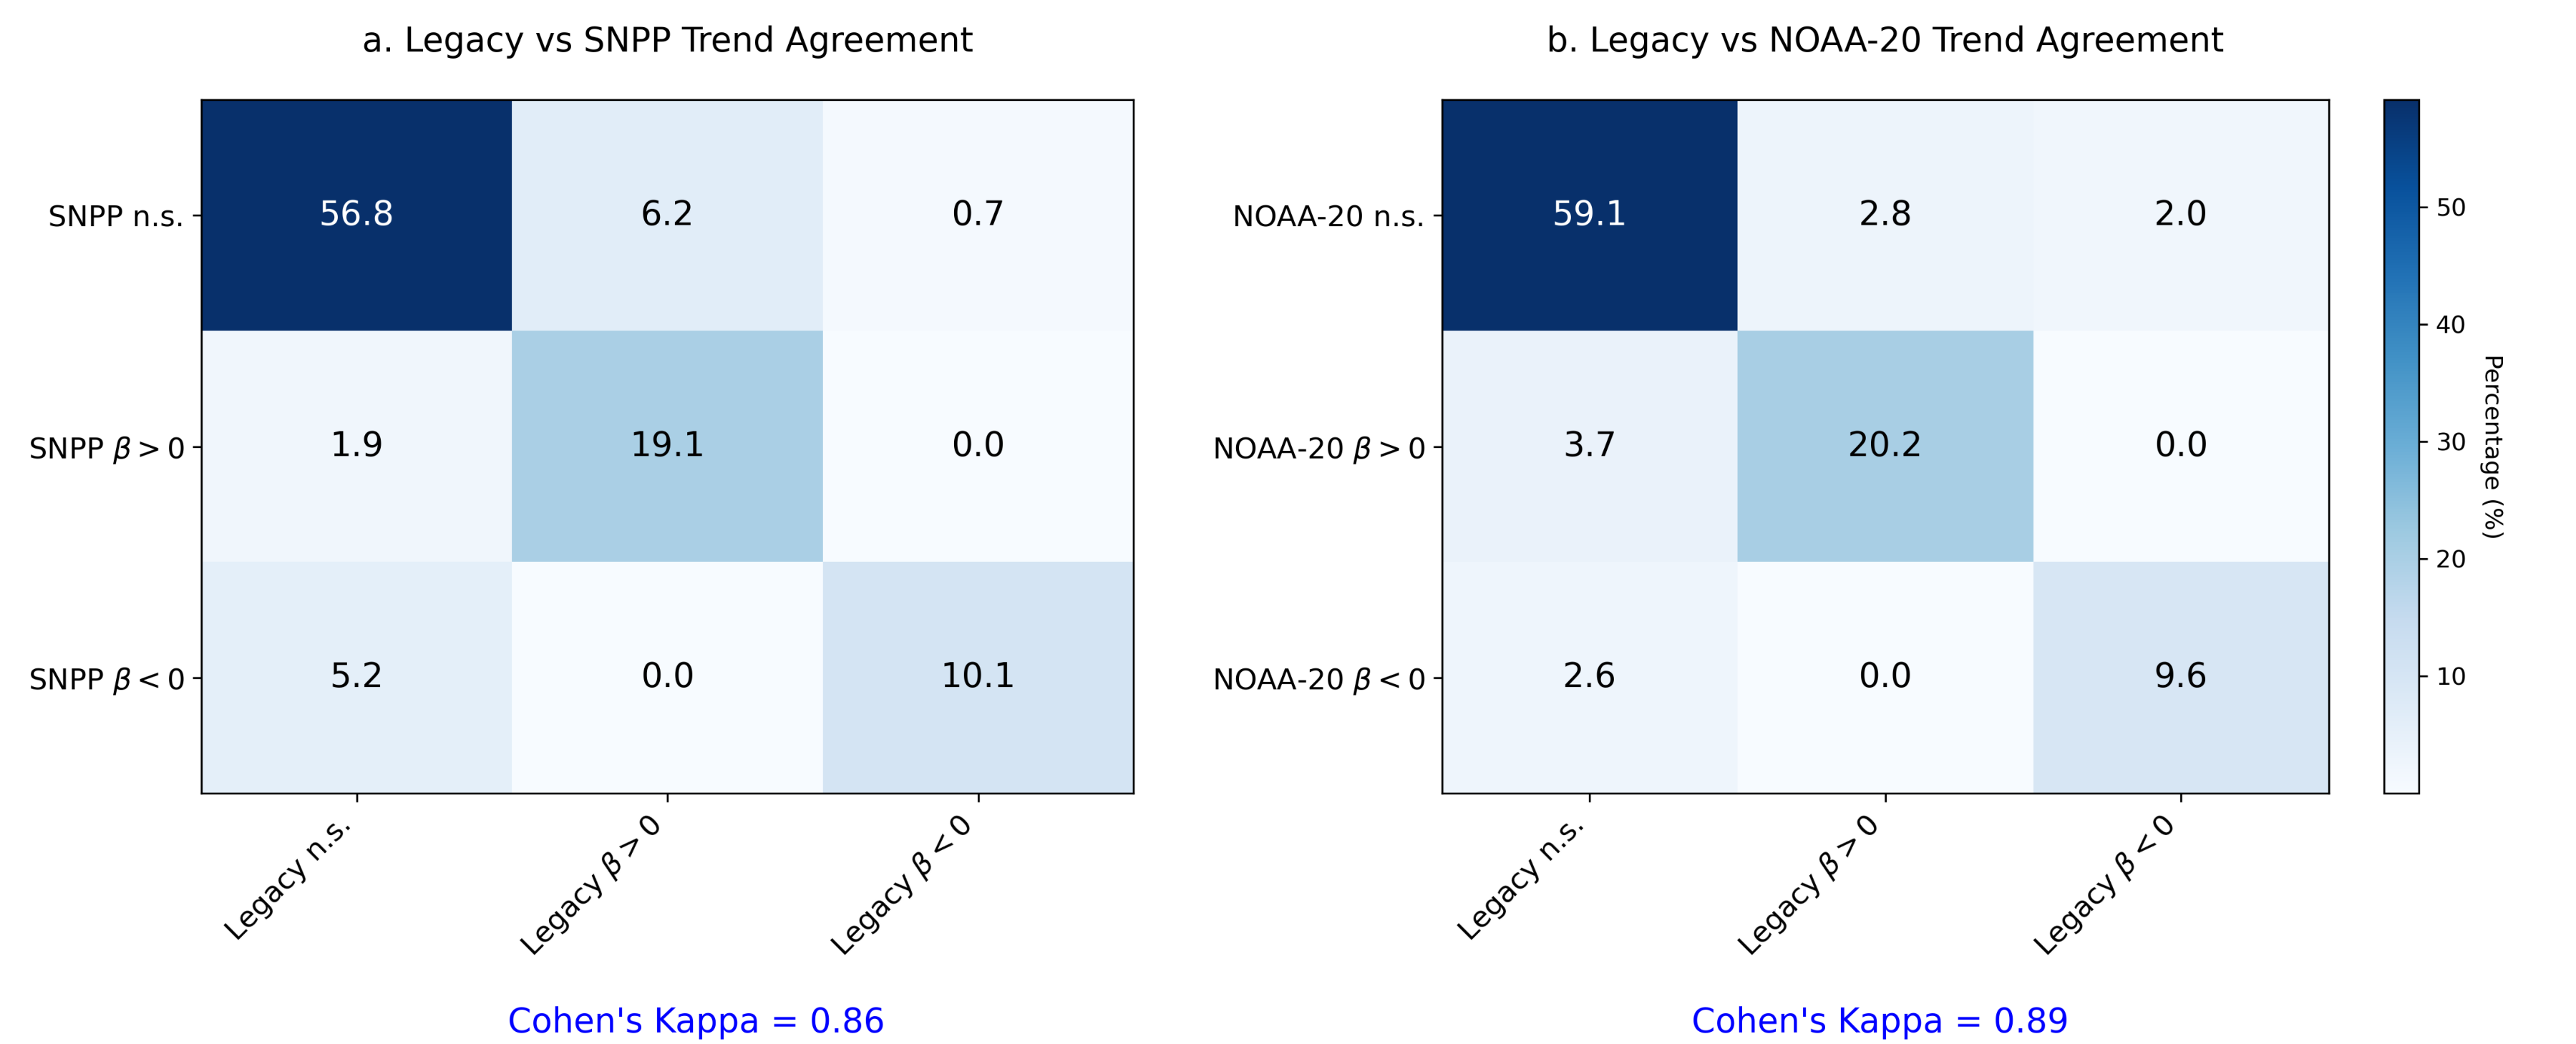 a. Legacy vs SNPP Trend Agreement
SNPP n.s. 56.8 6.2 0.7
SNPP β > 0 1.9 19.1 0.0
SNPP β < 0 5.2 0.0 10.1
Legacy n.s. Legacy β > 0 Legacy β < 0
Cohen's Kappa = 0.86
b. Legacy vs NOAA-20 Trend Agreement
NOAA-20 n.s. 59.1 2.8 2.0
NOAA-20 β > 0 3.7 20.2 0.0
NOAA-20 β < 0 2.6 0.0 9.6
Legacy n.s. Legacy β > 0 Legacy β < 0
Cohen's Kappa = 0.89
50
40
30
20
10
Percentage (%)